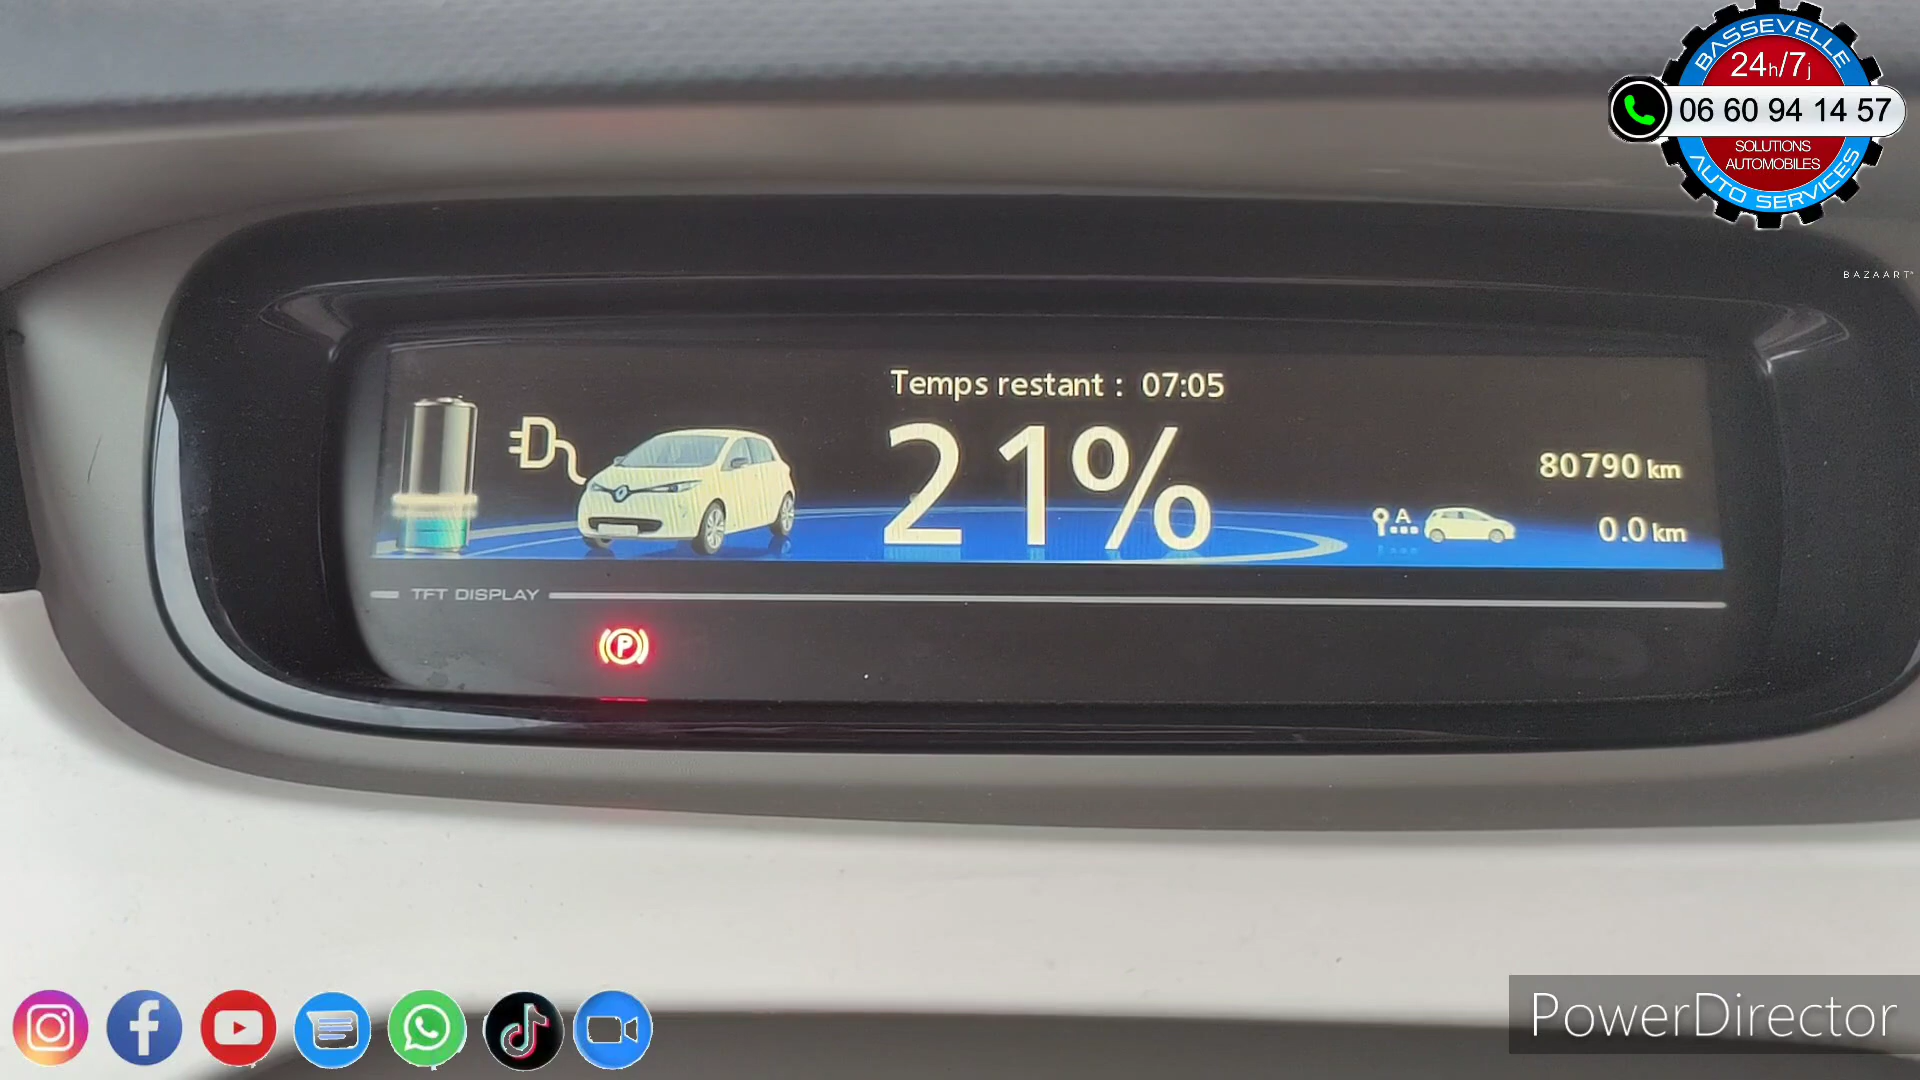 BASSEVELLE
24h/7j
06 60 94 14 57
SOLUTIONS
AUTOMOBILES
AUTO SERVICES
BAZAART
Temps restant : 07:05
21%
80790 km
A
0.0 km
TFT DISPLAY
P
PowerDirector